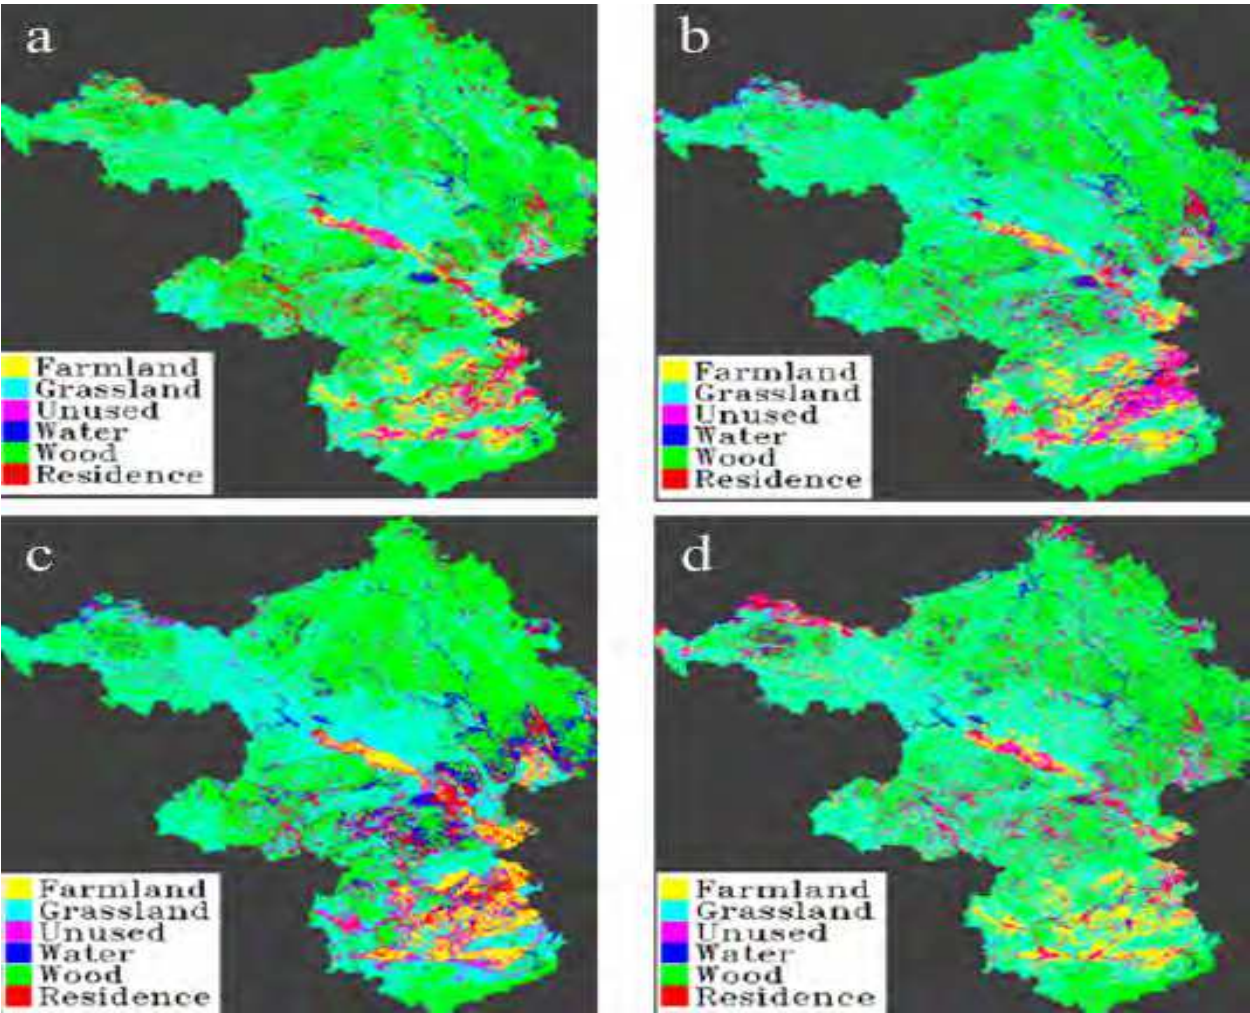 a
Farmland
Grassland
Unused
Water
Wood
Residence
b
Farmland
Grassland
Unused
Water
Wood
Residence
c
Farmland
Grassland
Unused
Water
Wood
Residence
d
Farmland
Grassland
Unused
Water
Wood
Residence